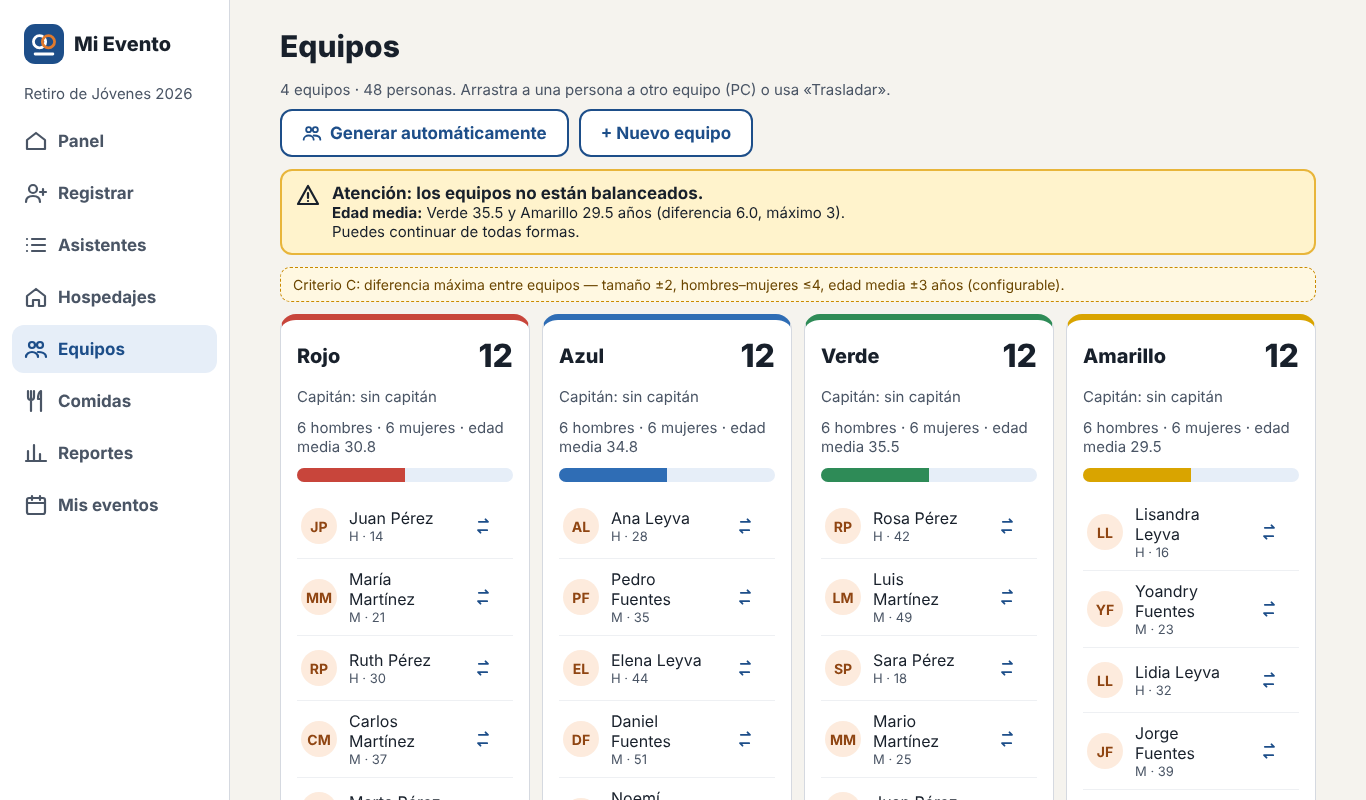 Mi Evento
Retiro de Jóvenes 2026
Panel
Registrar
Asistentes
Hospedajes
Equipos
Comidas
Reportes
Mis eventos
Equipos
4 equipos · 48 personas. Arrastra a una persona a otro equipo (PC) o usa «Trasladar».
Generar automáticamente
+ Nuevo equipo
Atención: los equipos no están balanceados.
Edad media: Verde 35.5 y Amarillo 29.5 años (diferencia 6.0, máximo 3).
Puedes continuar de todas formas.
Criterio C: diferencia máxima entre equipos — tamaño ±2, hombres–mujeres ≤4, edad media ±3 años (configurable).
Rojo 12
Capitán: sin capitán
6 hombres · 6 mujeres · edad
media 30.8
JP Juan Pérez
H · 14
MM María
Martínez
M · 21
RP Ruth Pérez
H · 30
CM Carlos
Martínez
M · 37
Azul 12
Capitán: sin capitán
6 hombres · 6 mujeres · edad
media 34.8
AL Ana Leyva
H · 28
PF Pedro
Fuentes
M · 35
EL Elena Leyva
H · 44
DF Daniel
Fuentes
M · 51
Noemí
Verde 12
Capitán: sin capitán
6 hombres · 6 mujeres · edad
media 35.5
RP Rosa Pérez
H · 42
LM Luis
Martínez
M · 49
SP Sara Pérez
H · 18
MM Mario
Martínez
M · 25
Amarillo 12
Capitán: sin capitán
6 hombres · 6 mujeres · edad
media 29.5
LL Lisandra
Leyva
H · 16
YF Yoandry
Fuentes
M · 23
LL Lidia Leyva
H · 32
JF Jorge
Fuentes
M · 39